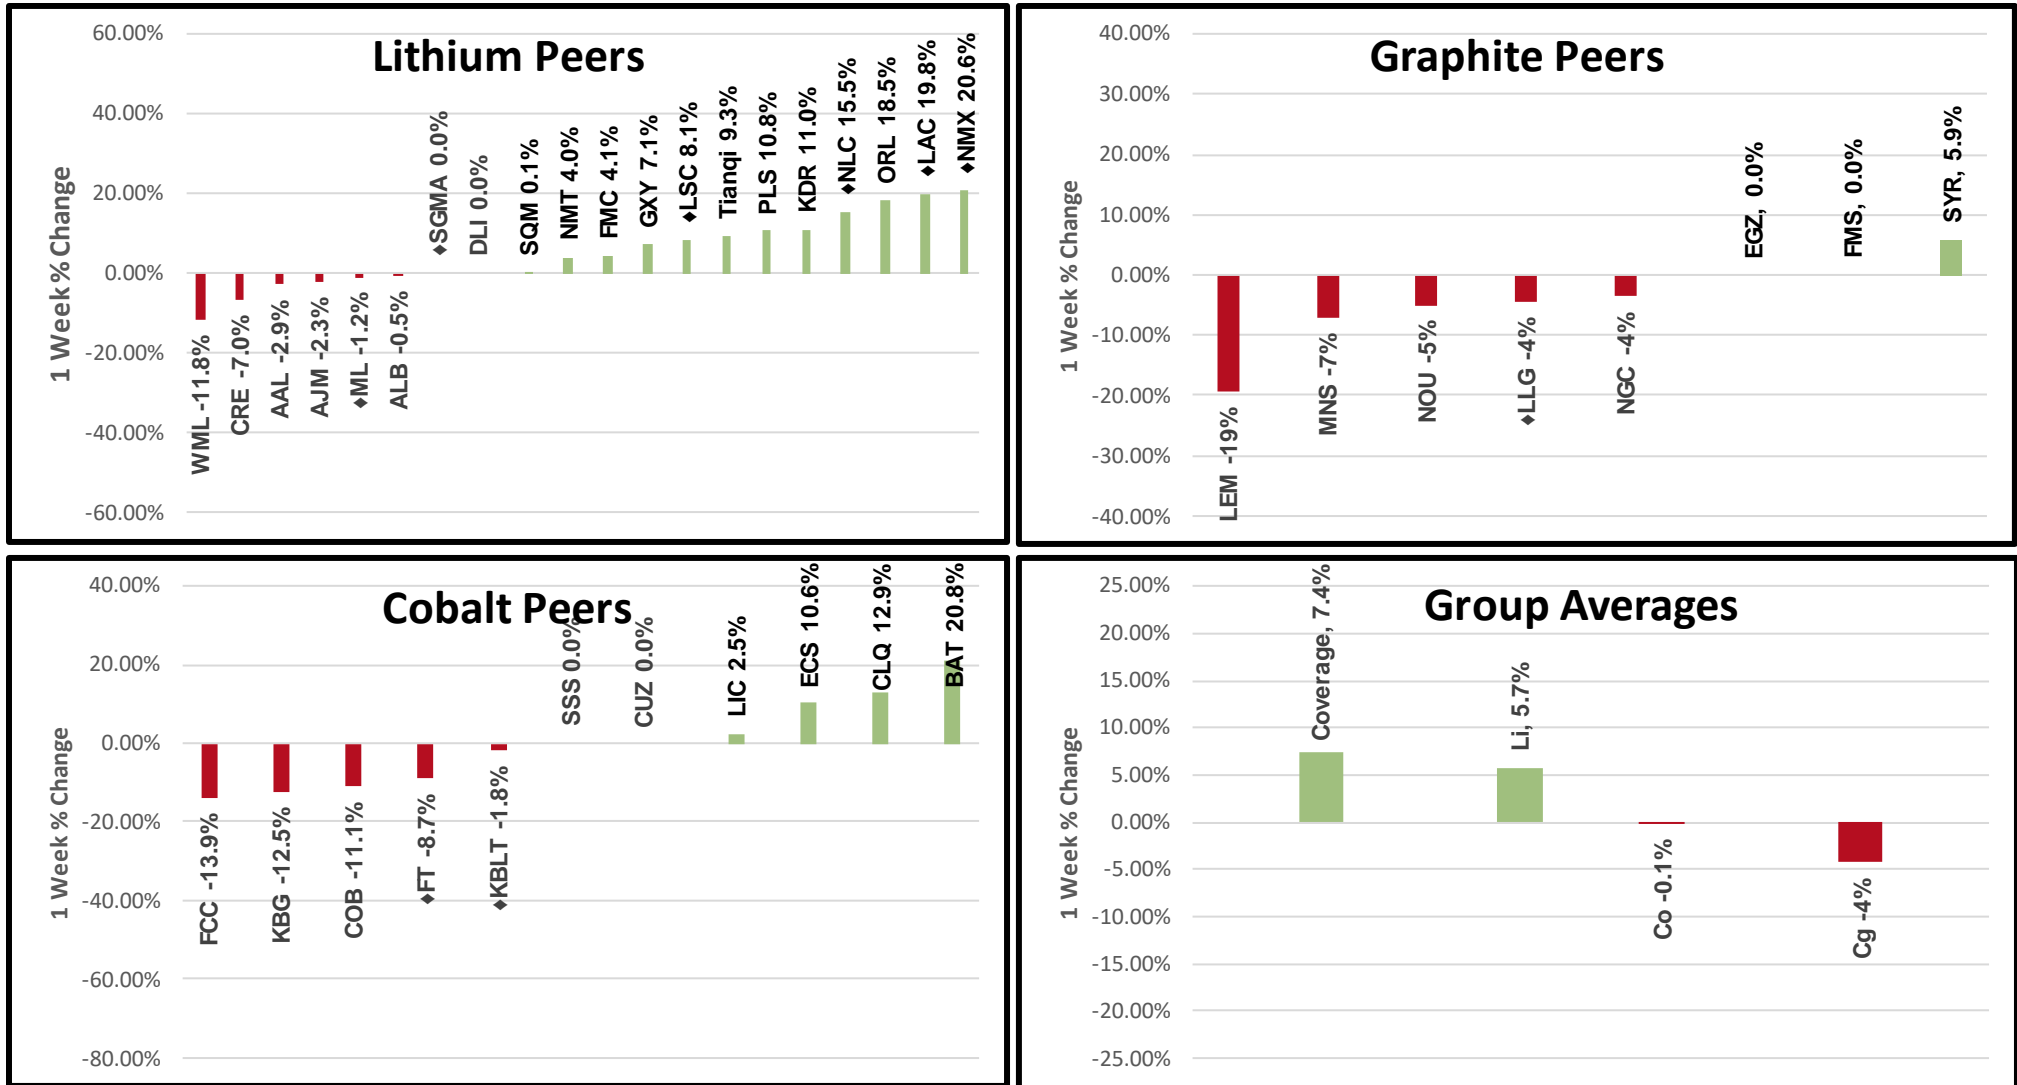 Lithium Peers
1 Week % Change
60.00%
40.00%
20.00%
0.00%
-20.00%
-40.00%
-60.00%
WML -11.8%
CRE -7.0%
AAL -2.9%
AJM -2.3%
♦ML -1.2%
ALB -0.5%
♦SGMA 0.0%
DLI 0.0%
SQM 0.1%
NMT 4.0%
FMC 4.1%
GXY 7.1%
♦LSC 8.1%
Tianqi 9.3%
PLS 10.8%
KDR 11.0%
♦NLC 15.5%
ORL 18.5%
♦LAC 19.8%
♦NMX 20.6%
Graphite Peers
1 Week % Change
40.00%
30.00%
20.00%
10.00%
0.00%
-10.00%
-20.00%
-30.00%
-40.00%
LEM -19%
MNS -7%
NOU -5%
♦LLG -4%
NGC -4%
EGZ, 0.0%
FMS, 0.0%
SYR, 5.9%
Cobalt Peers
1 Week % Change
40.00%
20.00%
0.00%
-20.00%
-40.00%
-60.00%
-80.00%
FCC -13.9%
KBG -12.5%
COB -11.1%
♦FT -8.7%
♦KBLT -1.8%
SSS 0.0%
CUZ 0.0%
LIC 2.5%
ECS 10.6%
CLQ 12.9%
BAT 20.8%
Group Averages
1 Week % Change
25.00%
20.00%
15.00%
10.00%
5.00%
0.00%
-5.00%
-10.00%
-15.00%
-20.00%
-25.00%
Coverage, 7.4%
Li, 5.7%
Co -0.1%
Cg -4%